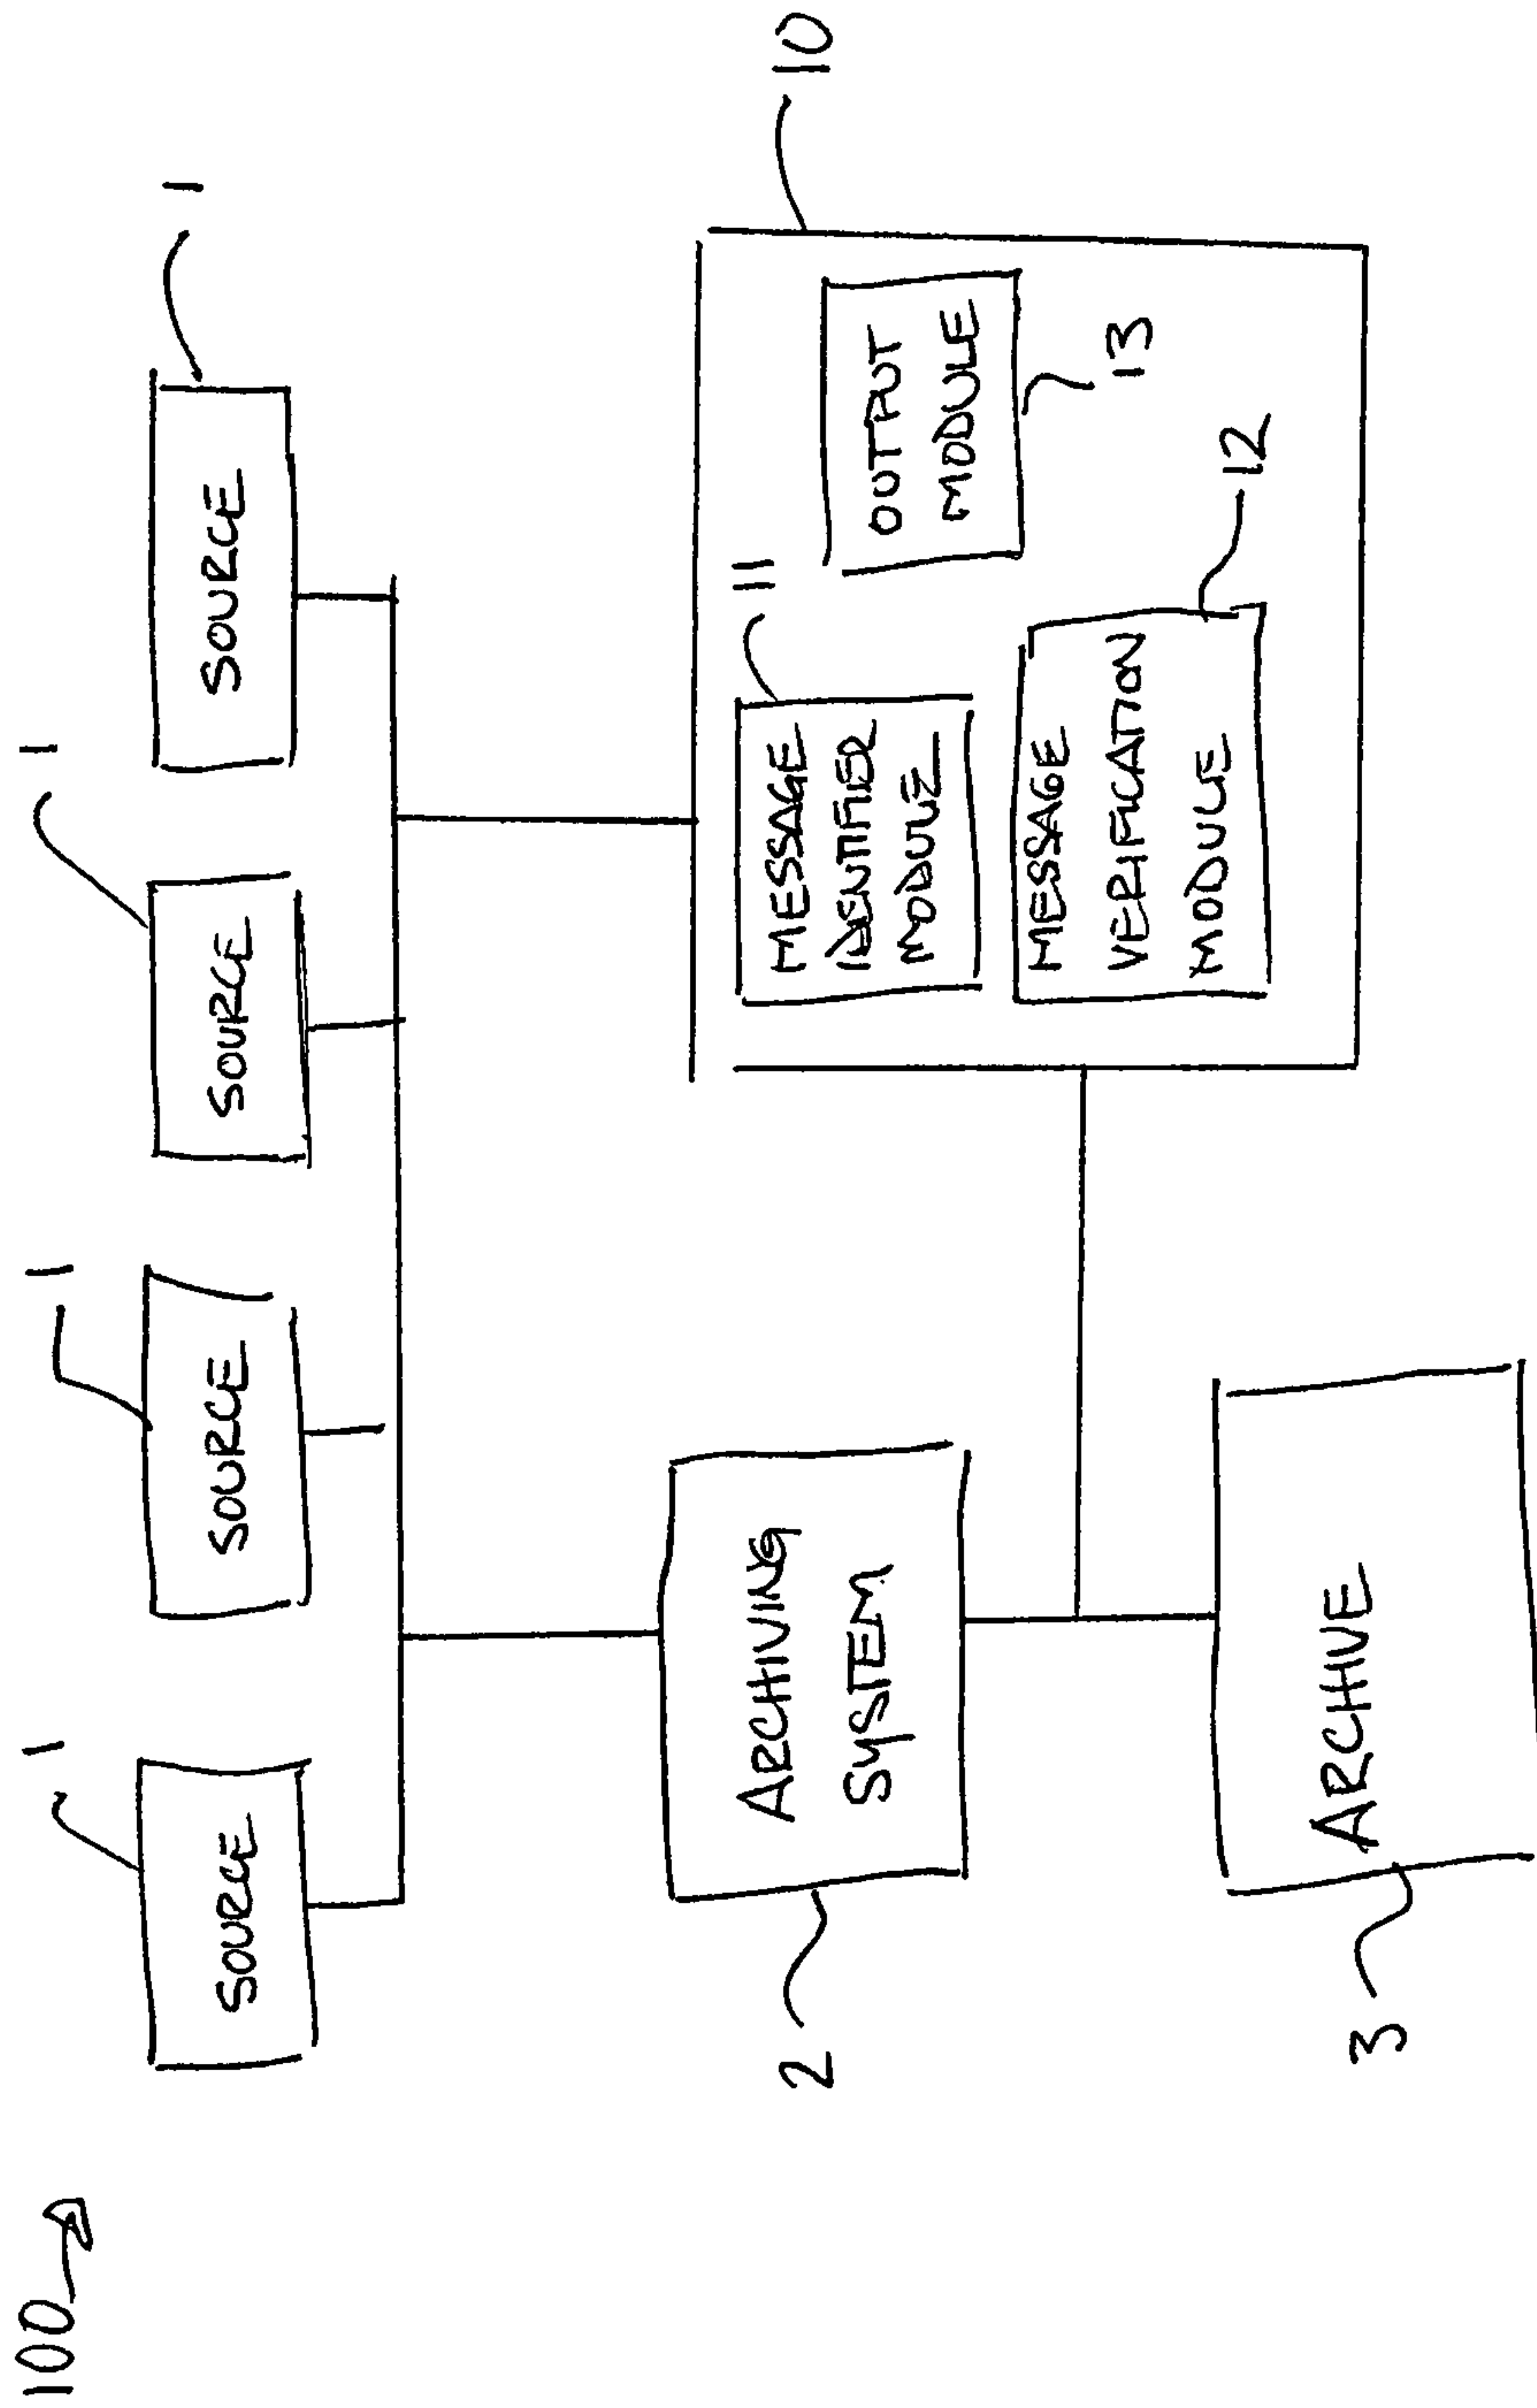 100
1
1
1
1
SOURCE
SOURCE
SOURCE
SOURCE
2
ARCHIVING
SYSTEM
10
11
MESSAGE
IDENTIFIER
MODULE
OUTPUT
MODULE
13
MESSAGE
VERIFICATION
MODULE
12
3
ARCHIVE